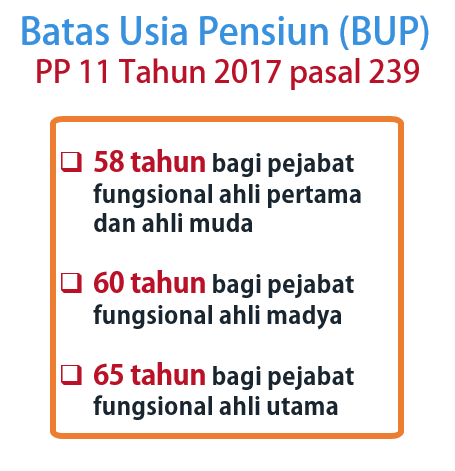 Batas Usia Pensiun (BUP)
PP 11 Tahun 2017 pasal 239
58 tahun bagi pejabat
fungsional ahli pertama
dan ahli muda
60 tahun bagi pejabat
fungsional ahli madya
65 tahun bagi pejabat
fungsional ahli utama